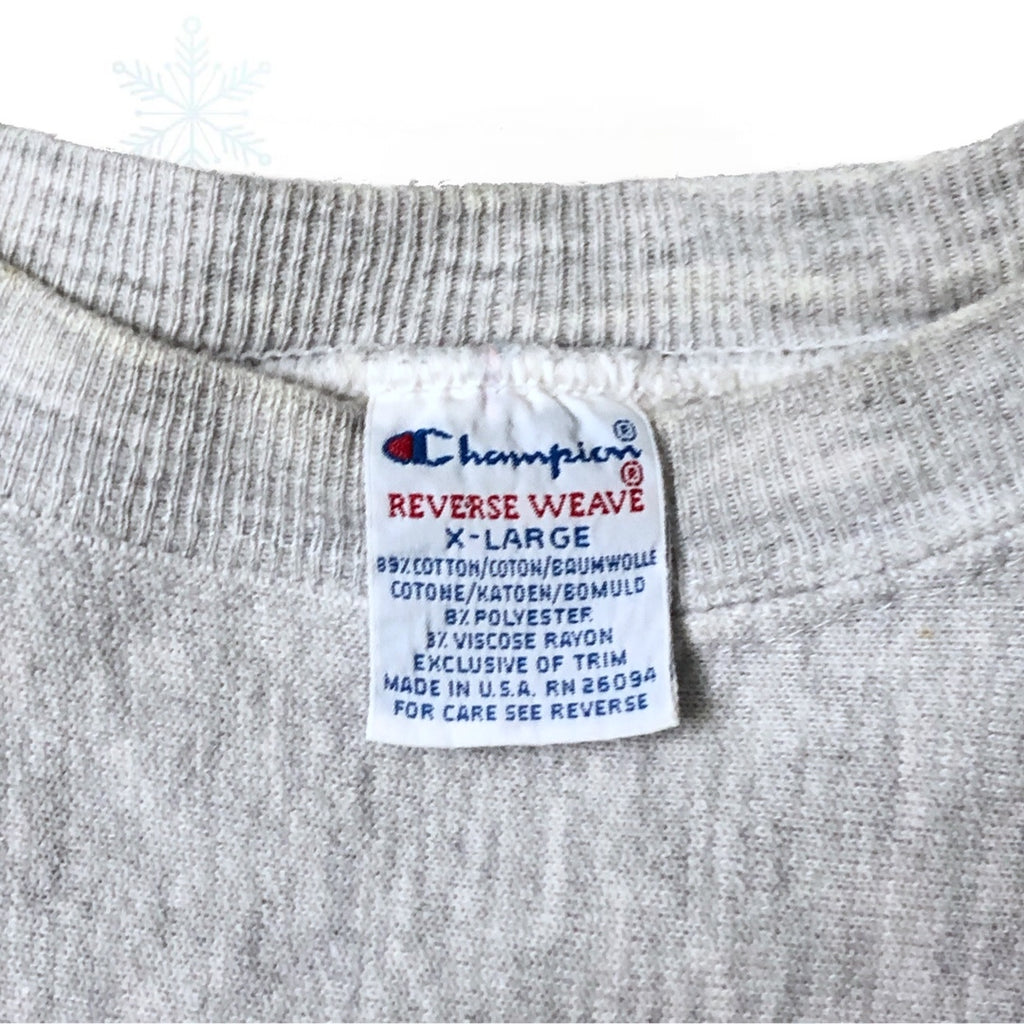 Champion®
®
REVERSE WEAVE
X-LARGE
89% COTTON/COTON/BAUMWOLLE
COTONE/KATOEN/BOMULD
8% POLYESTER
3% VISCOSE RAYON
EXCLUSIVE OF TRIM
MADE IN U.S.A. RN 26094
FOR CARE SEE REVERSE